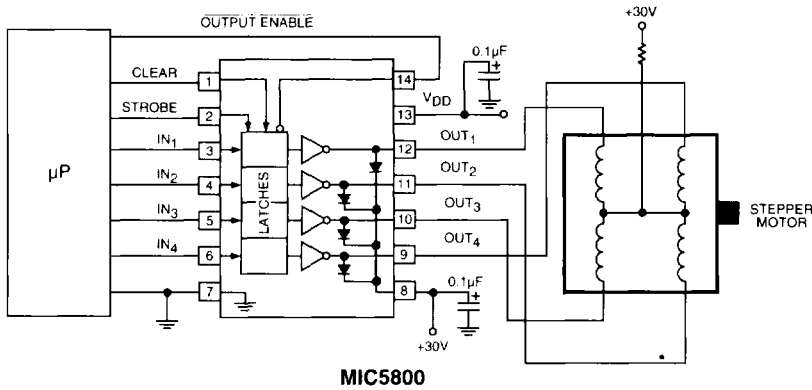 OUTPUT ENABLE
+30V
CLEAR
1
14
0.1µF
+
STROBE
2
13
VDD
IN1
3
12
OUT1
IN2
4
11
OUT2
IN3
5
10
OUT3
IN4
6
9
OUT4
7
8
µP
LATCHES
0.1µF
+
+30V
STEPPER
MOTOR
MIC5800